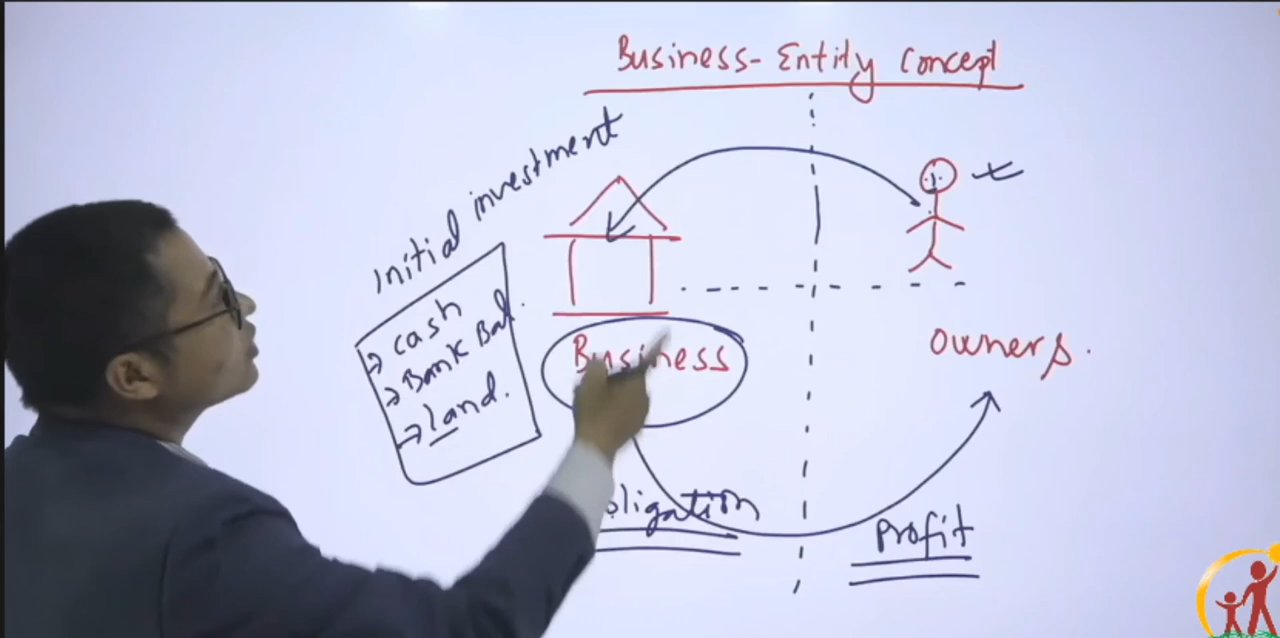 Business-Entity Concept
Initial investment
→ Cash
→ Bank Bal.
→ Land.
Business
Owners.
Profit